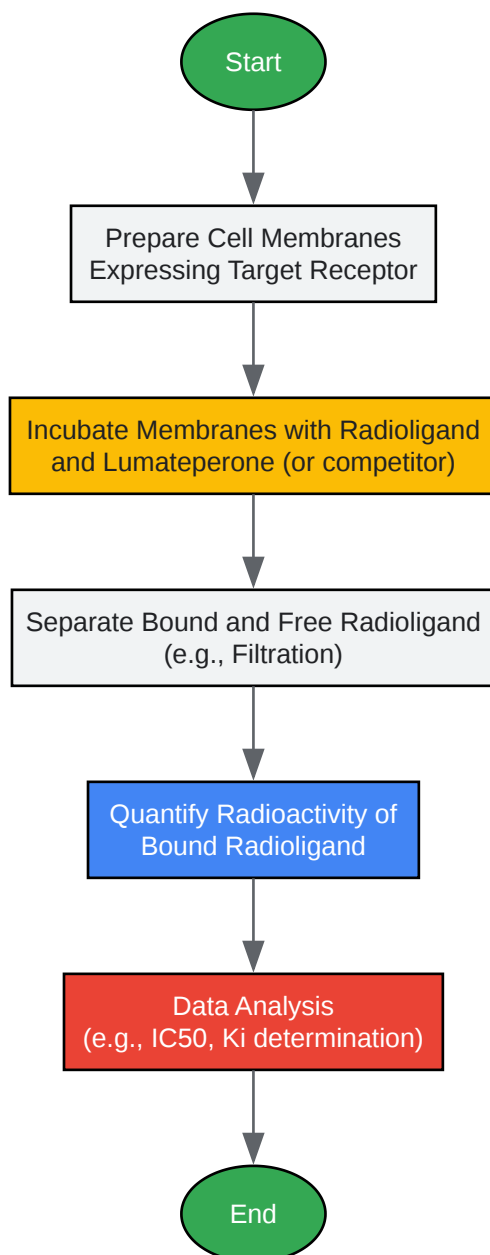 Start
Prepare Cell Membranes
Expressing Target Receptor
Incubate Membranes with Radioligand
and Lumateperone (or competitor)
Separate Bound and Free Radioligand
(e.g., Filtration)
Quantify Radioactivity of
Bound Radioligand
Data Analysis
(e.g., IC50, Ki determination)
End